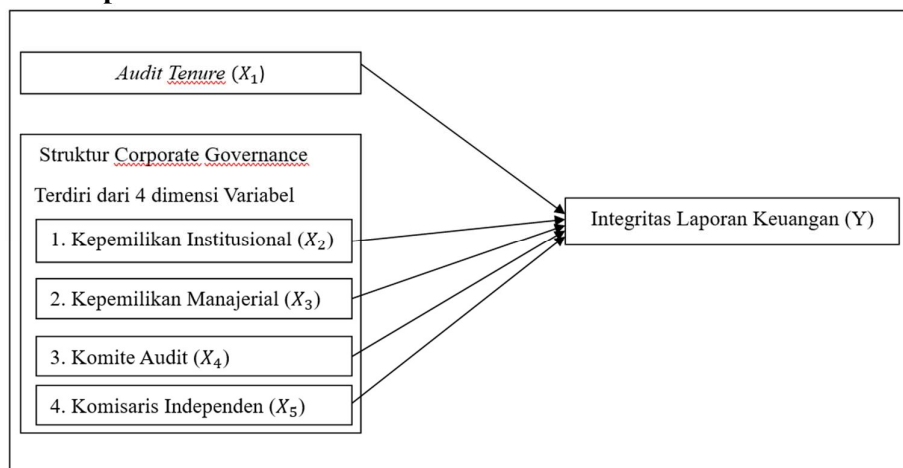 Audit Tenure (X₁)
Struktur Corporate Governance
Terdiri dari 4 dimensi Variabel
1. Kepemilikan Institusional (X₂)
2. Kepemilikan Manajerial (X₃)
3. Komite Audit (X₄)
4. Komisaris Independen (X₅)
Integritas Laporan Keuangan (Y)